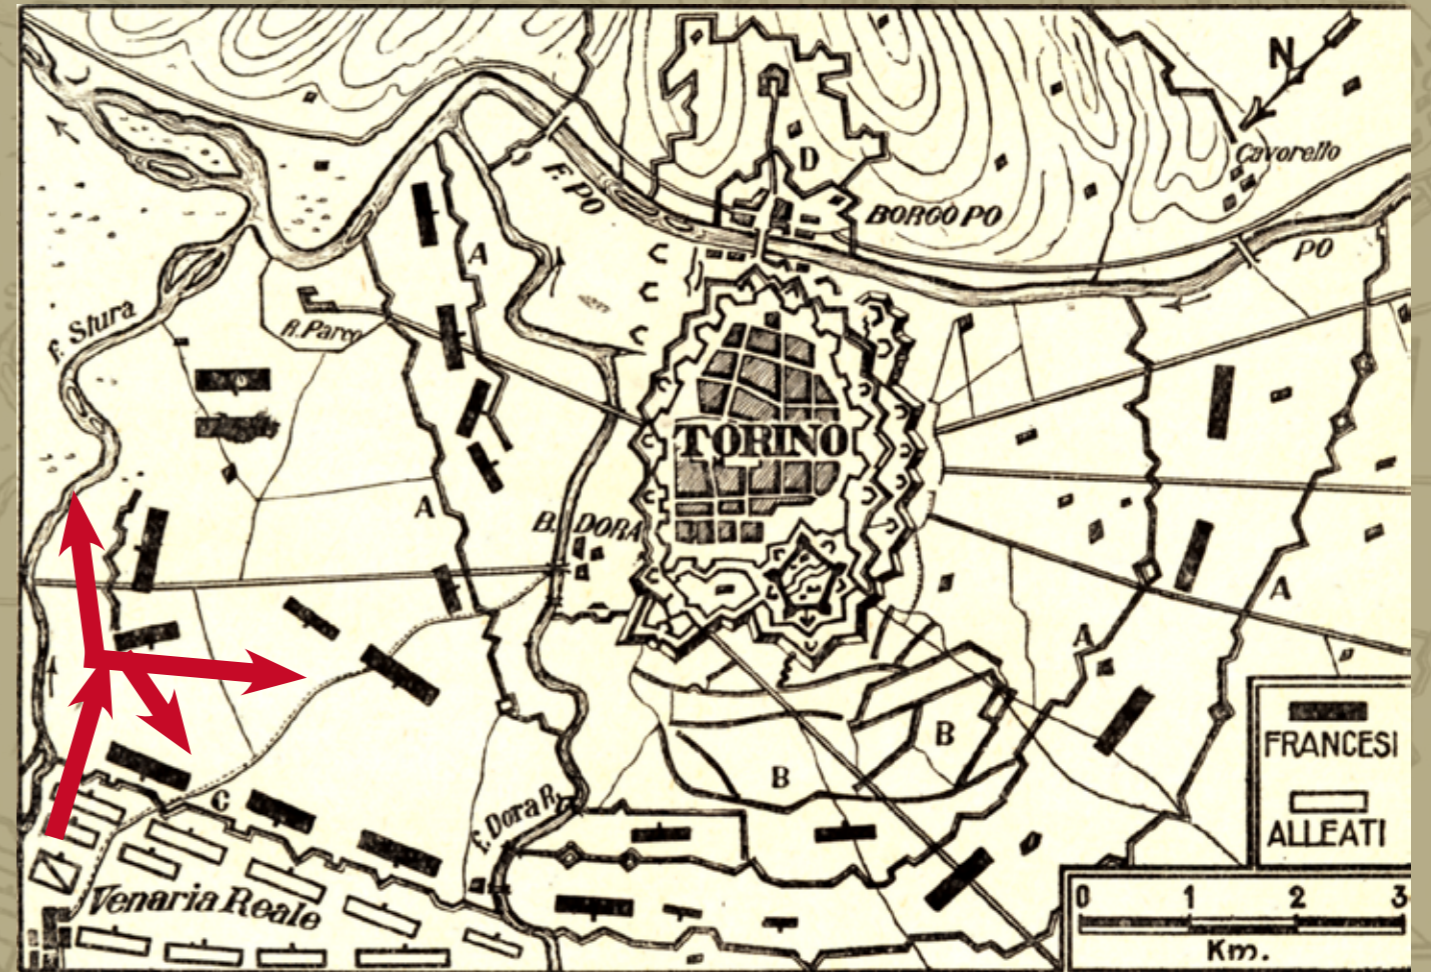 N
Cavorello
D
F. PO
BORGO PO
A
PO
F. Stura
R. Parco
TORINO
A
B. DORA
A
A
FRANCESI
B
B
C
F. Dora R.
ALLEATI
Venaria Reale
0 1 2 3
Km.